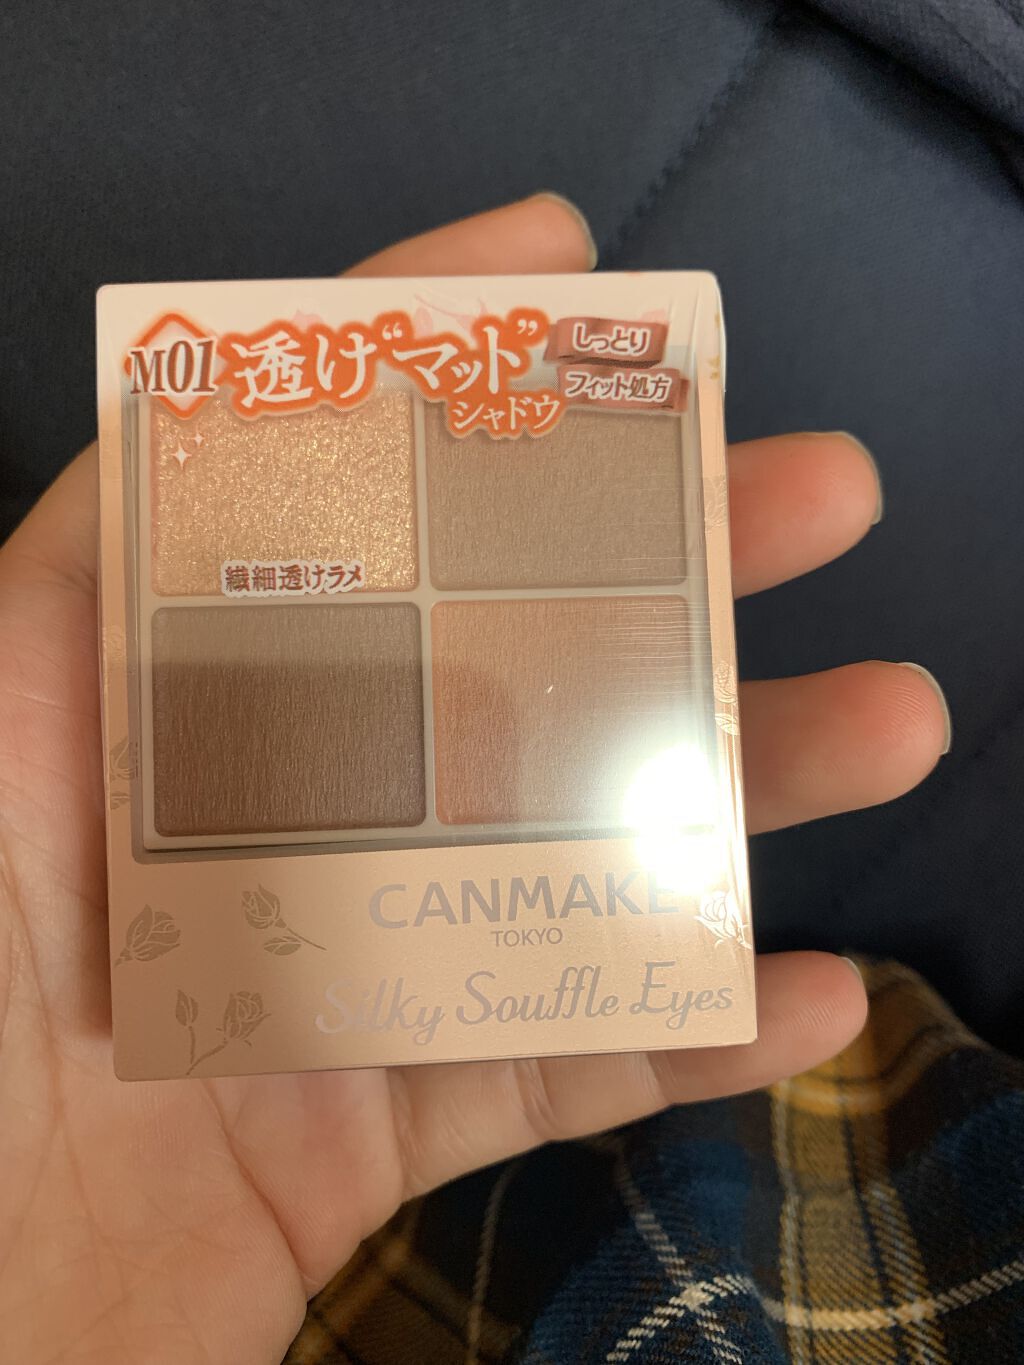 M01 透け“マット”
シャドウ
しっとり
フィット処方
繊細透けラメ
CANMAKE
TOKYO
Silky Souffle Eyes